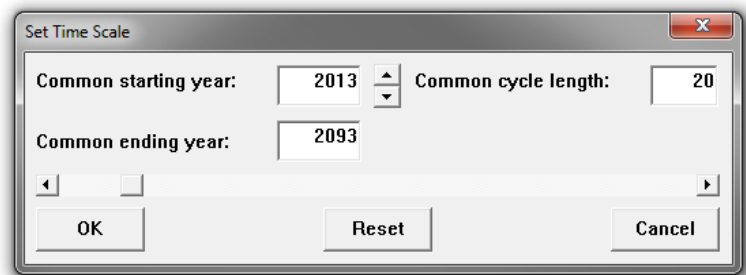 Set Time Scale
Common starting year: 2013 Common cycle length: 20
Common ending year: 2093
OK Reset Cancel